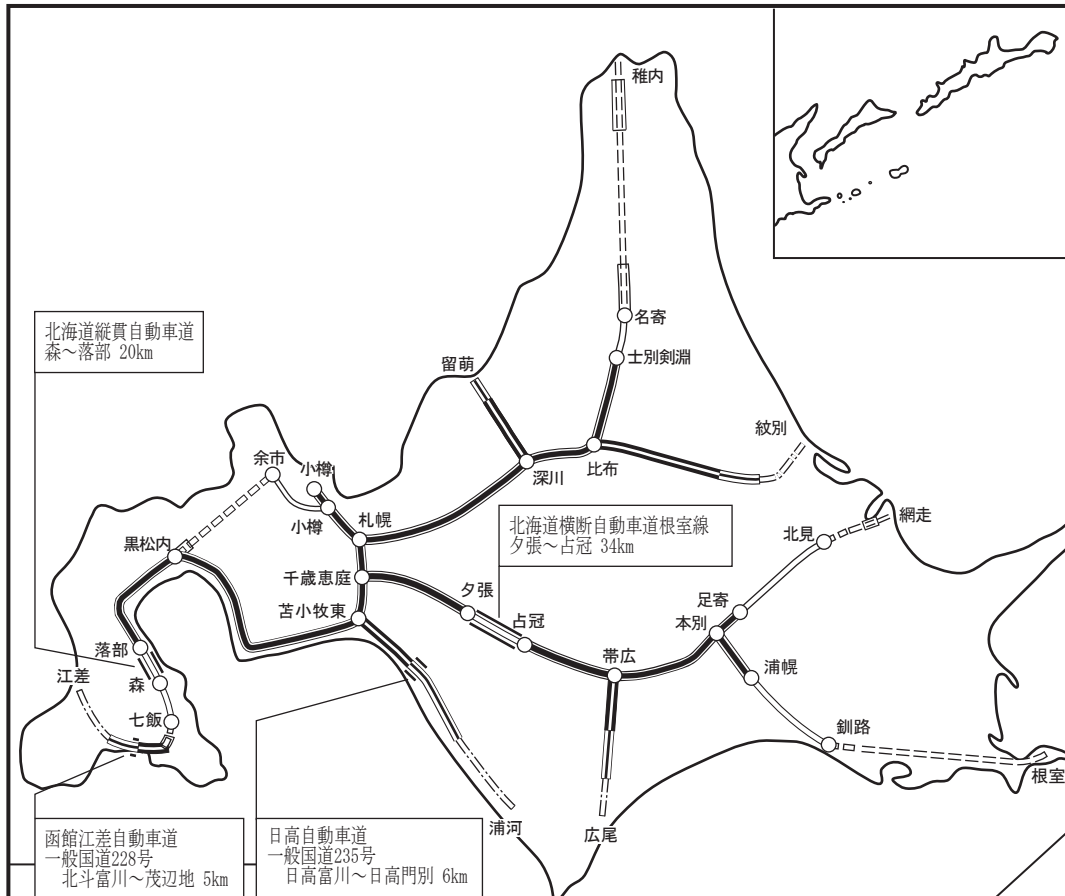 稚内
名寄
士別剣淵
北海道縦貫自動車道
森～落部 20km
留萌
紋別
余市
小樽
深川
比布
小樽
札幌
北海道横断自動車道根室線
夕張～占冠 34km
網走
北見
黒松内
千歳恵庭
夕張
足寄
苫小牧東
占冠
本別
落部
帯広
浦幌
江差
森
七飯
釧路
根室
浦河
広尾
函館江差自動車道
一般国道228号
北斗富川～茂辺地 5km
日高自動車道
一般国道235号
日高富川～日高門別 6km